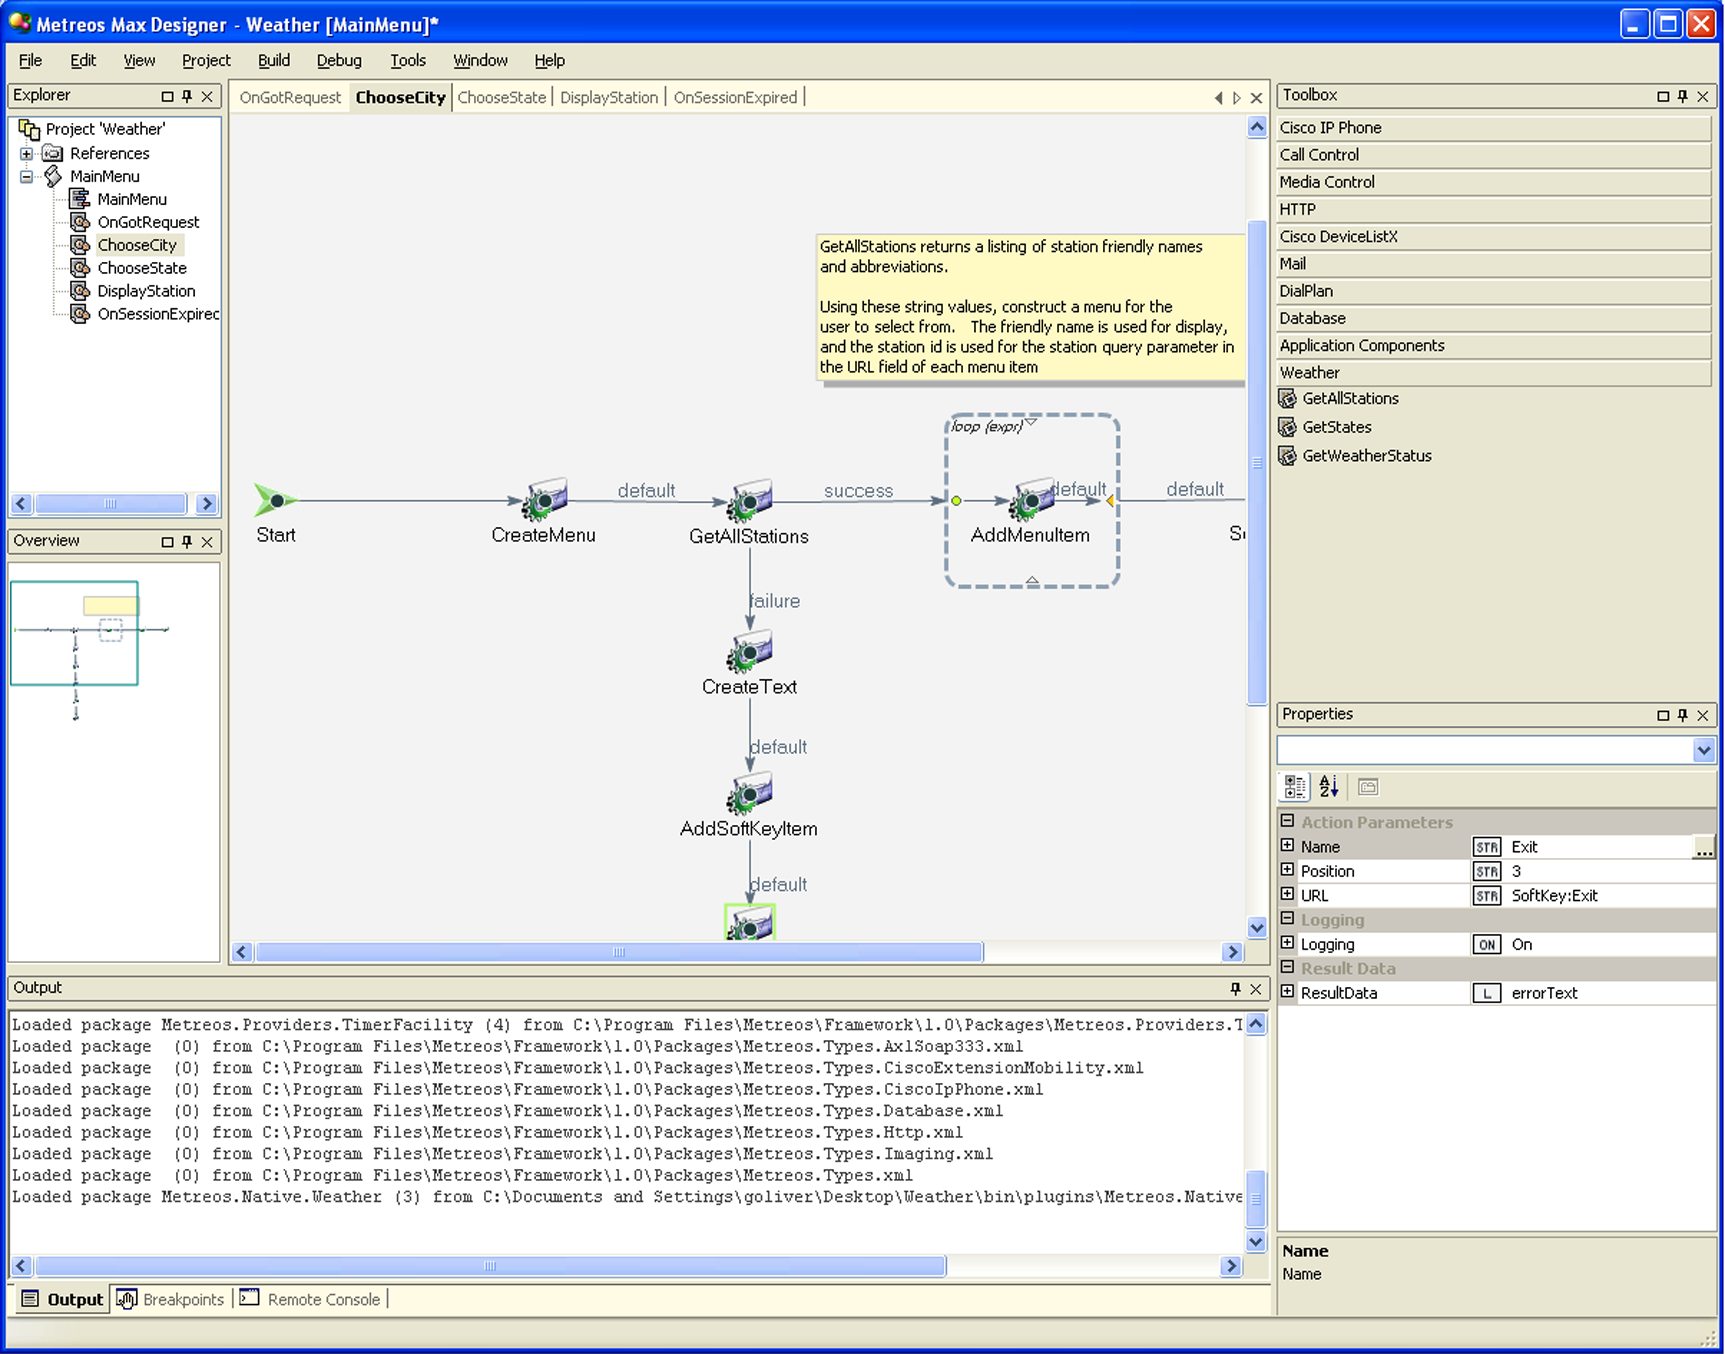 Metreos Max Designer - Weather [MainMenu]*
File Edit View Project Build Debug Tools Window Help
Explorer
Project 'Weather'
References
MainMenu
MainMenu
OnGotRequest
ChooseCity
ChooseState
DisplayStation
OnSessionExpired
Overview
OnGotRequest ChooseCity ChooseState DisplayStation OnSessionExpired
GetAllStations returns a listing of station friendly names
and abbreviations.
Using these string values, construct a menu for the
user to select from. The friendly name is used for display,
and the station id is used for the station query parameter in
the URL field of each menu item
loop (expr)
default
success
default
default
Start
CreateMenu
GetAllStations
AddMenuItem
failure
CreateText
default
AddSoftKeyItem
default
Toolbox
Cisco IP Phone
Call Control
Media Control
HTTP
Cisco DeviceListX
Mail
DialPlan
Database
Application Components
Weather
GetAllStations
GetStates
GetWeatherStatus
Properties
Action Parameters
Name STR Exit ...
Position STR 3
URL STR SoftKey:Exit
Logging
Logging ON On
Result Data
ResultData L errorText
Name
Name
Output
Loaded package Metreos.Providers.TimerFacility (4) from C:\Program Files\Metreos\Framework\1.0\Packages\Metreos.Providers.T
Loaded package (0) from C:\Program Files\Metreos\Framework\1.0\Packages\Metreos.Types.AxlSoap333.xml
Loaded package (0) from C:\Program Files\Metreos\Framework\1.0\Packages\Metreos.Types.CiscoExtensionMobility.xml
Loaded package (0) from C:\Program Files\Metreos\Framework\1.0\Packages\Metreos.Types.CiscoIpPhone.xml
Loaded package (0) from C:\Program Files\Metreos\Framework\1.0\Packages\Metreos.Types.Database.xml
Loaded package (0) from C:\Program Files\Metreos\Framework\1.0\Packages\Metreos.Types.Http.xml
Loaded package (0) from C:\Program Files\Metreos\Framework\1.0\Packages\Metreos.Types.Imaging.xml
Loaded package (0) from C:\Program Files\Metreos\Framework\1.0\Packages\Metreos.Types.xml
Loaded package Metreos.Native.Weather (3) from C:\Documents and Settings\goliver\Desktop\Weather\bin\plugins\Metreos.Native
Output Breakpoints Remote Console